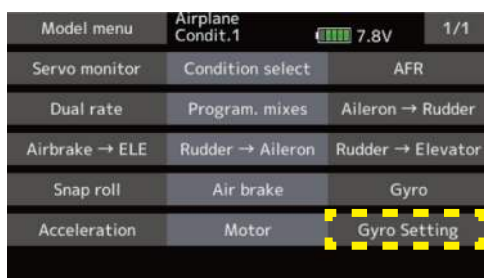 Model menu
Airplane
Condit.1
7.8V
1/1
Servo monitor
Condition select
AFR
Dual rate
Program. mixes
Aileron → Rudder
Airbrake → ELE
Rudder → Aileron
Rudder → Elevator
Snap roll
Air brake
Gyro
Acceleration
Motor
Gyro Setting